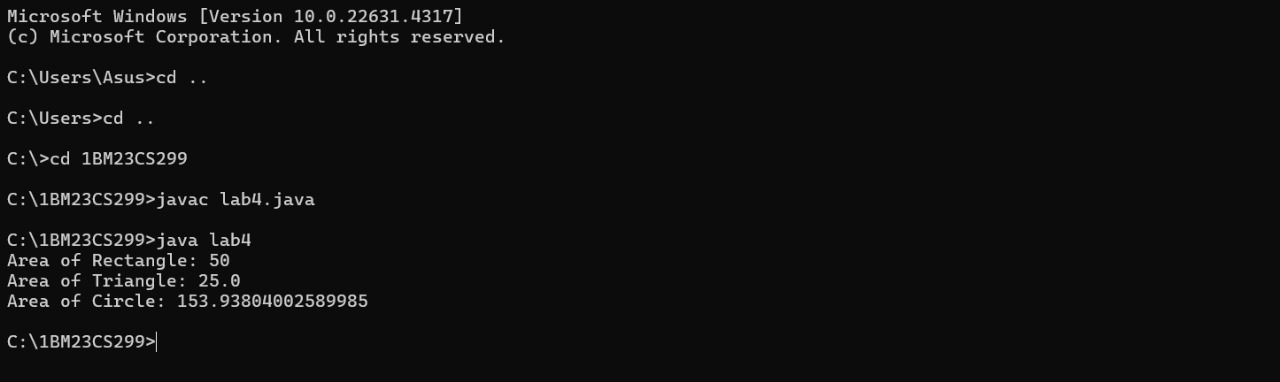 Microsoft Windows [Version 10.0.22631.4317]
(c) Microsoft Corporation. All rights reserved.
C:\Users\Asus>cd ..
C:\Users>cd ..
C:\>cd 1BM23CS299
C:\1BM23CS299>javac lab4.java
C:\1BM23CS299>java lab4
Area of Rectangle: 50
Area of Triangle: 25.0
Area of Circle: 153.93804002589985
C:\1BM23CS299>